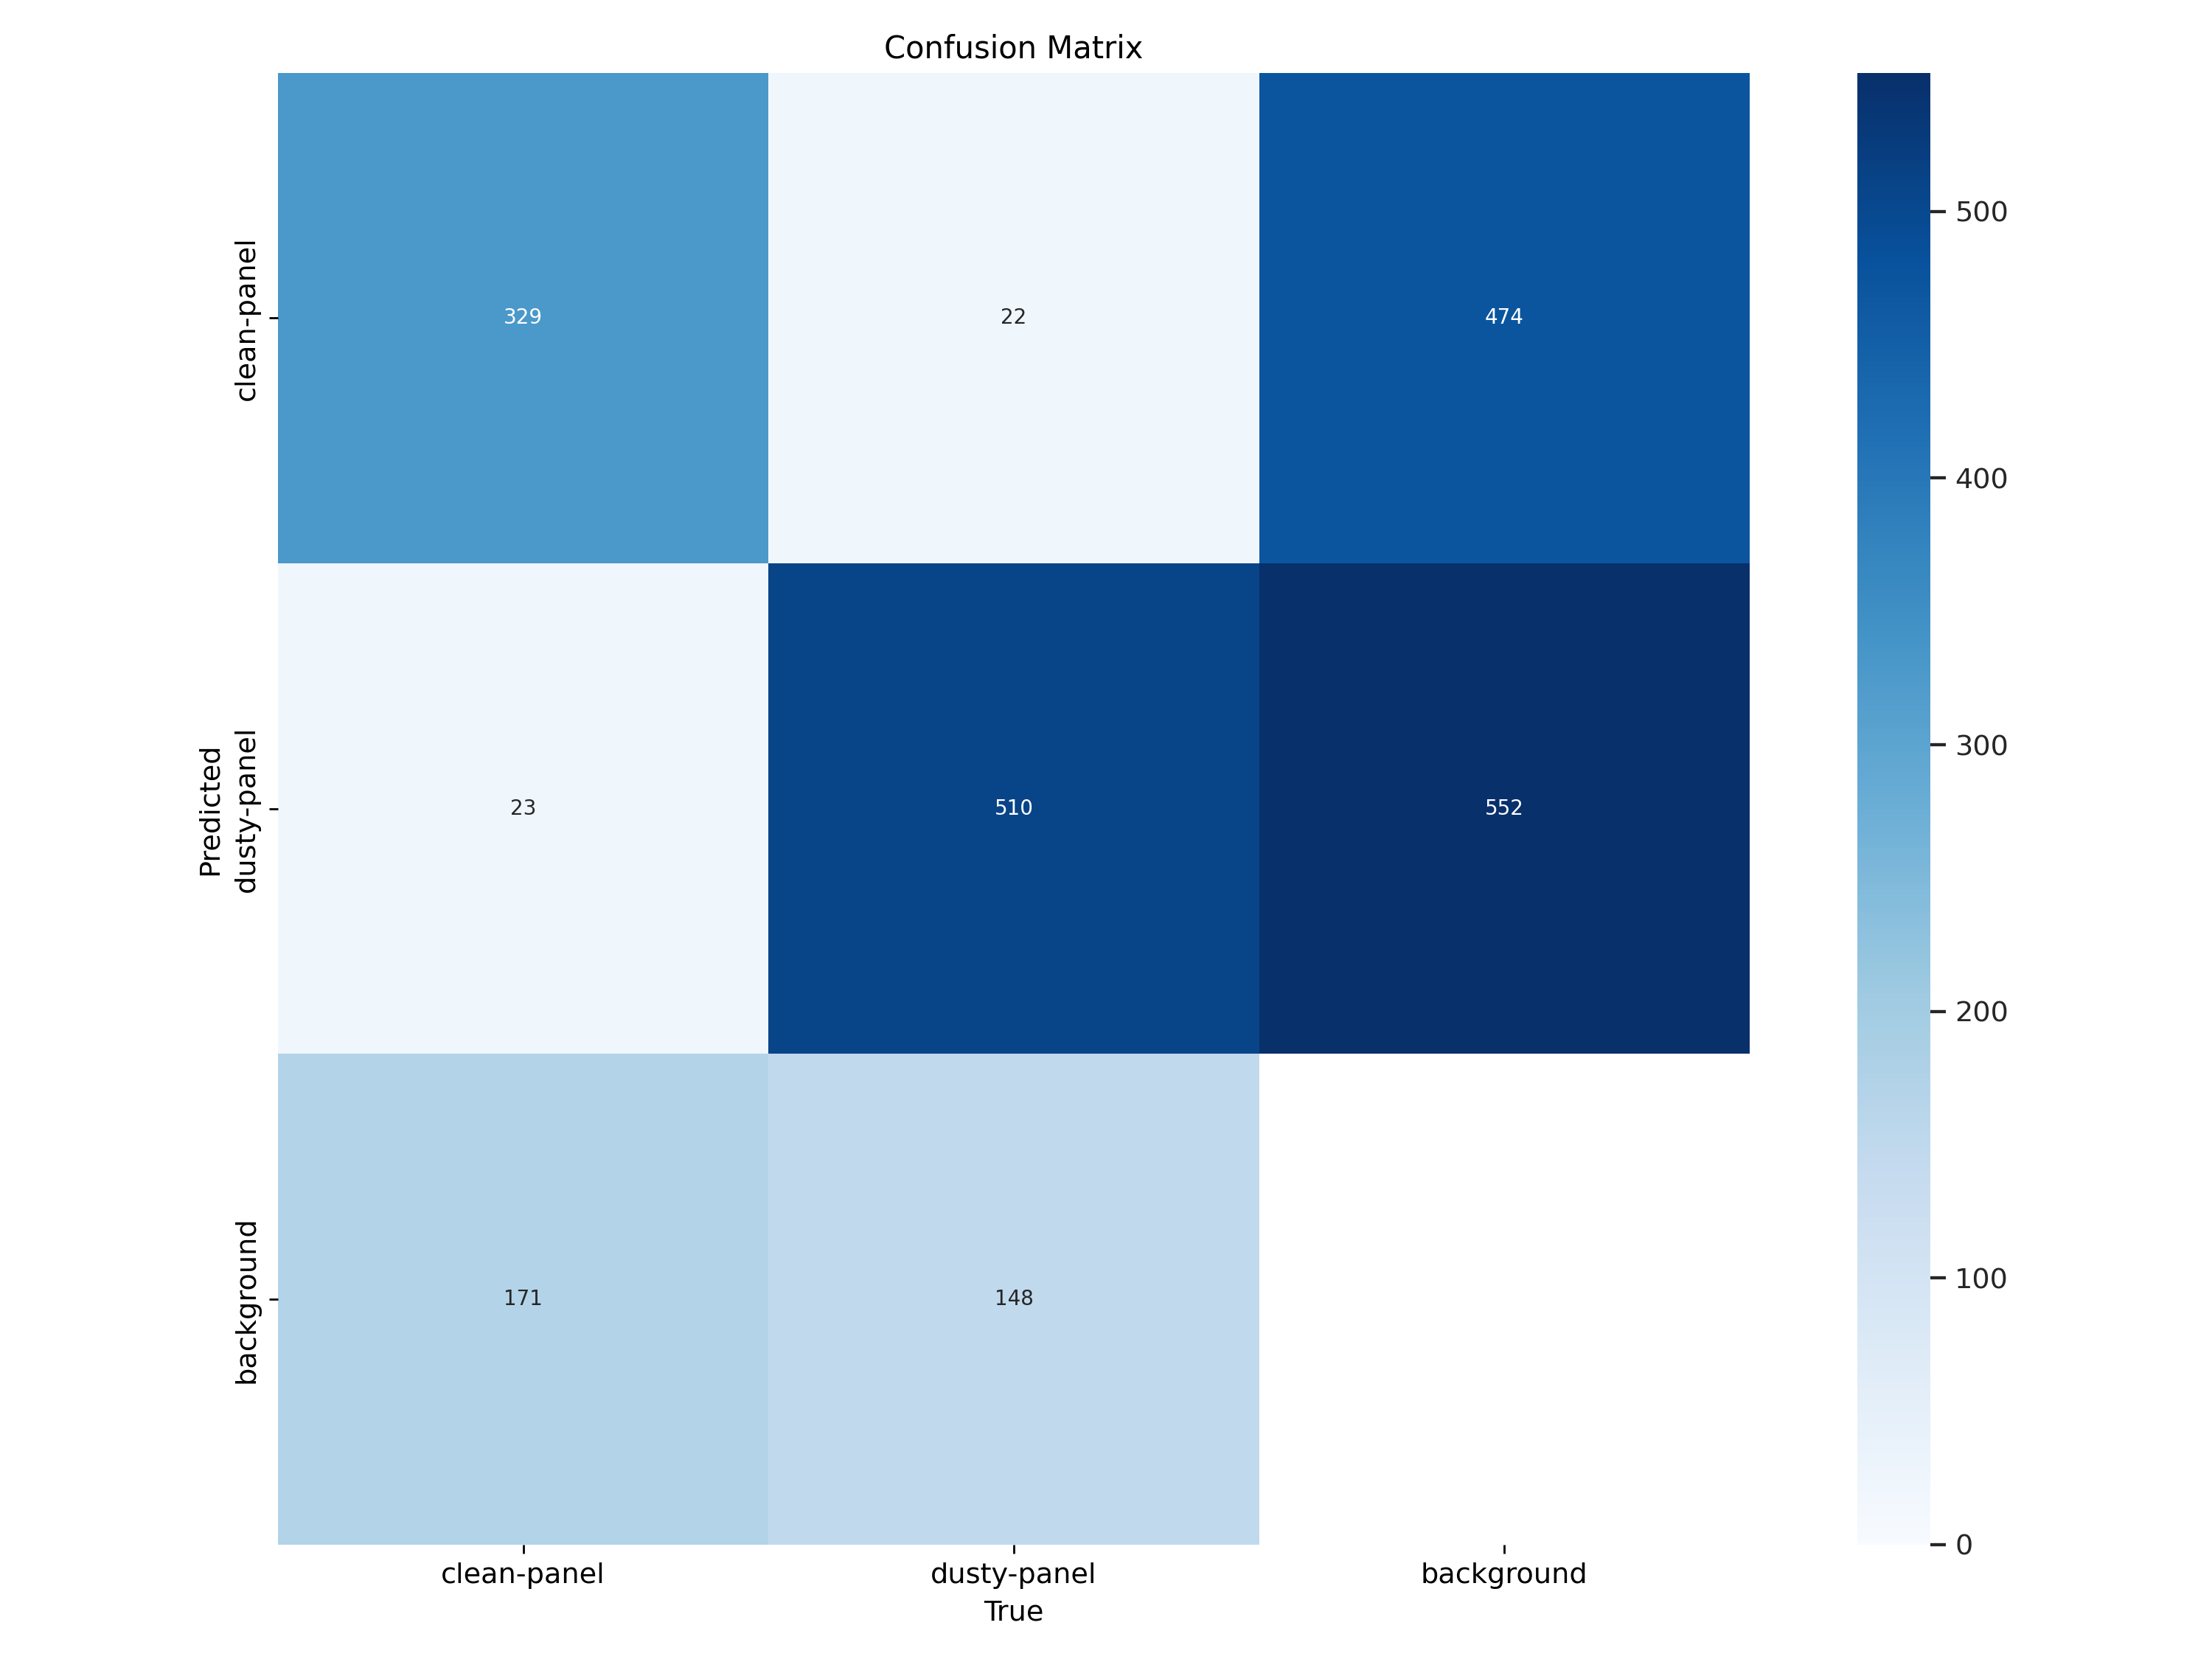 Confusion Matrix
clean-panel
329
22
474
500
400
Predicted
dusty-panel
23
510
552
300
200
background
171
148
100
0
clean-panel
dusty-panel
background
True